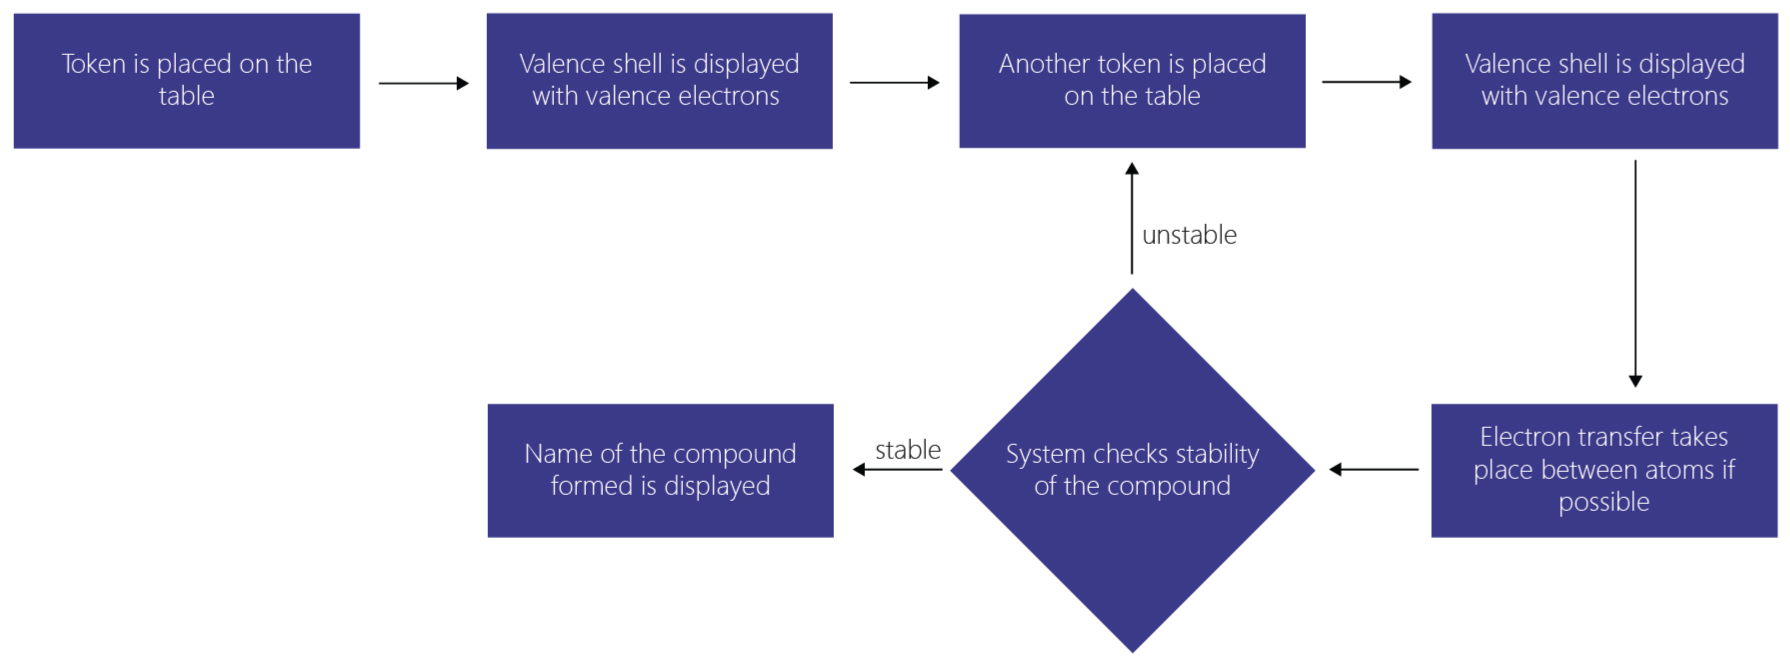 Token is placed on the
table
Valence shell is displayed
with valence electrons
Another token is placed
on the table
Valence shell is displayed
with valence electrons
unstable
Electron transfer takes
place between atoms if
possible
System checks stability
of the compound
stable
Name of the compound
formed is displayed